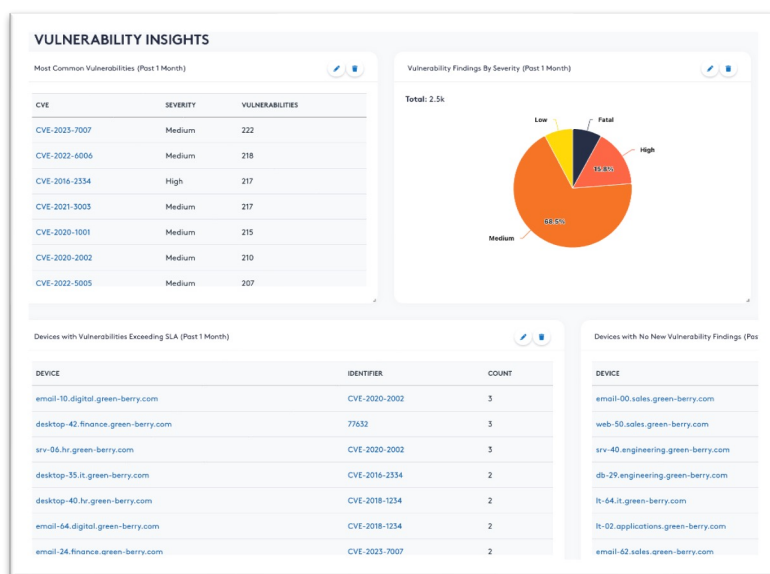 VULNERABILITY INSIGHTS
Most Common Vulnerabilities (Past 1 Month)
CVE SEVERITY VULNERABILITIES
CVE-2023-7007 Medium 222
CVE-2022-6006 Medium 218
CVE-2016-2334 High 217
CVE-2021-3003 Medium 217
CVE-2020-1001 Medium 215
CVE-2020-2002 Medium 210
CVE-2022-5005 Medium 207
Vulnerability Findings By Severity (Past 1 Month)
Total: 2.5k
Low
Fatal
High
15.8%
68.5%
Medium
Devices with Vulnerabilities Exceeding SLA (Past 1 Month)
DEVICE IDENTIFIER COUNT
email-10.digital.green-berry.com CVE-2020-2002 3
desktop-42.finance.green-berry.com 77632 3
srv-06.hr.green-berry.com CVE-2020-2002 3
desktop-35.it.green-berry.com CVE-2016-2334 2
desktop-40.hr.green-berry.com CVE-2018-1234 2
email-64.digital.green-berry.com CVE-2018-1234 2
email-24.finance.green-berry.com CVE-2023-7007 2
Devices with No New Vulnerability Findings (Pas
DEVICE
email-00.sales.green-berry.com
web-50.sales.green-berry.com
srv-40.engineering.green-berry.com
db-29.engineering.green-berry.com
lt-64.it.green-berry.com
lt-02.applications.green-berry.com
email-62.sales.green-berry.com